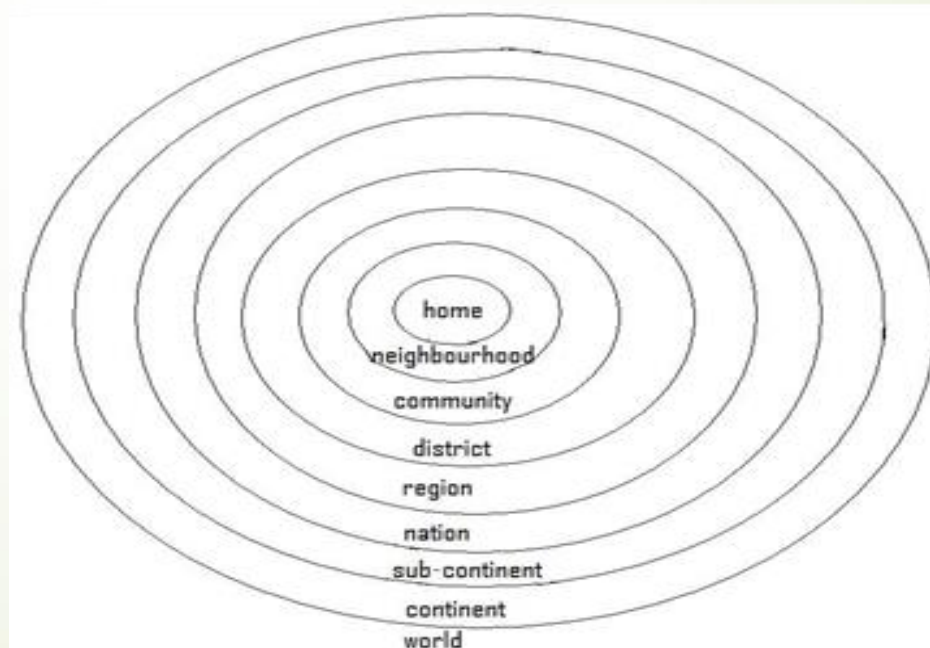 home
neighbourhood
community
district
region
nation
sub-continent
continent
world